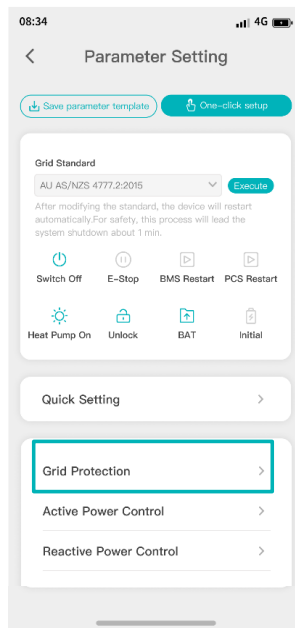 08:34 4G
Parameter Setting
Save parameter template One-click setup
Grid Standard
AU AS/NZS 4777.2:2015 Execute
After modifying the standard, the device will restart
automatically.For safety, this process will lead the
system shutdown about 1 min.
Switch Off E-Stop BMS Restart PCS Restart
Heat Pump On Unlock BAT Initial
Quick Setting
Grid Protection
Active Power Control
Reactive Power Control